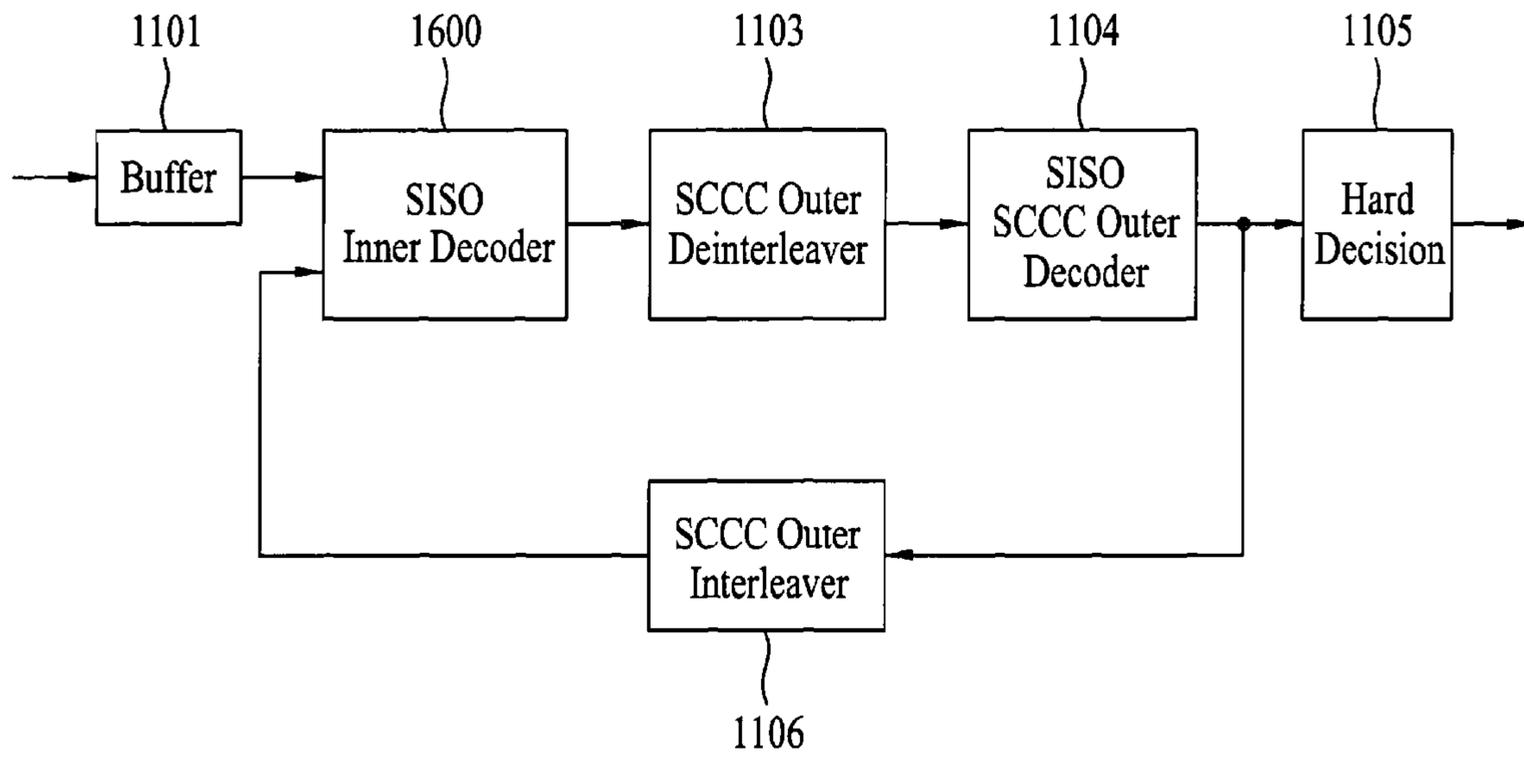 1101
1600
1103
1104
1105
Buffer
SISO
Inner Decoder
SCCC Outer
Deinterleaver
SISO
SCCC Outer
Decoder
Hard
Decision
SCCC Outer
Interleaver
1106